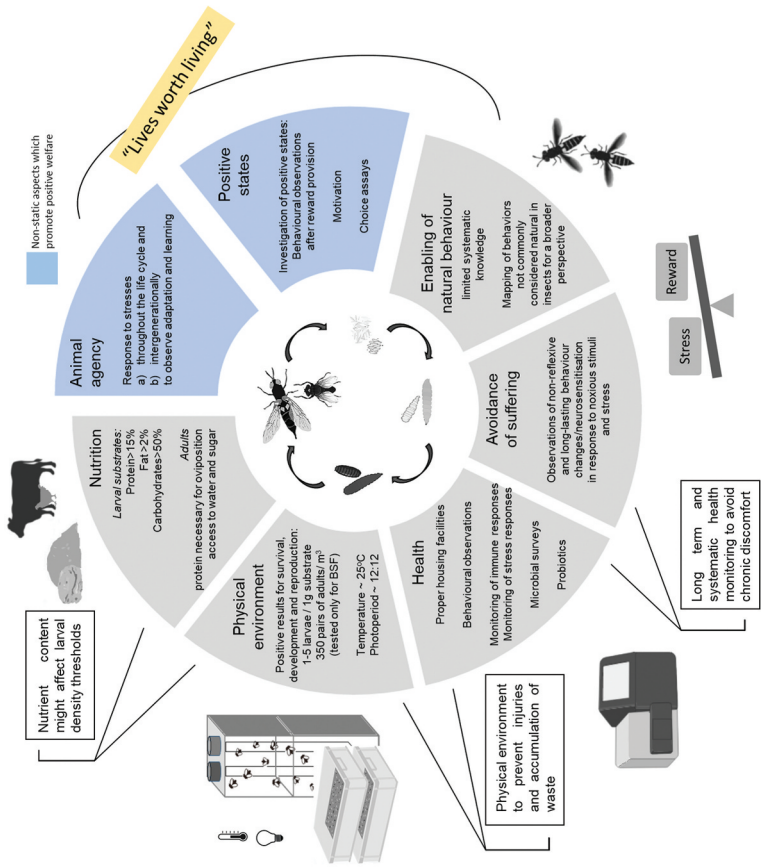 Non-static aspects which
promote positive welfare
“Lives worth living”
Animal
agency
Response to stresses
a) throughout the life cycle and
b) intergenerationally
to observe adaptation and learning
Positive
states
Investigation of positive states:
Behavioural observations
after reward provision
Motivation
Choice assays
Enabling of
natural behaviour
limited systematic
knowledge
Mapping of behaviors
not commonly
considered natural in
insects for a broader
perspective
Avoidance
of suffering
Observations of non-reflexive
and long-lasting behaviour
changes/neurosensitisation
in response to noxious stimuli
and stress
Stress
Reward
Health
Proper housing facilities
Behavioural observations
Monitoring of immune responses
Monitoring of stress responses
Microbial surveys
Probiotics
Long term and
systematic health
monitoring to avoid
chronic discomfort
Physical environment
to prevent injuries
and accumulation of
waste
Physical
environment
Positive results for survival,
development and reproduction:
1-5 larvae / 1g substrate
350 pairs of adults/ m³
(tested only for BSF)
Temperature ~ 25°C
Photoperiod ~ 12:12
Nutrient content
might affect larval
density thresholds
Nutrition
Larval substrates:
Protein>15%
Fat >2%
Carbohydrates>50%
Adults
protein necessary for oviposition
access to water and sugar